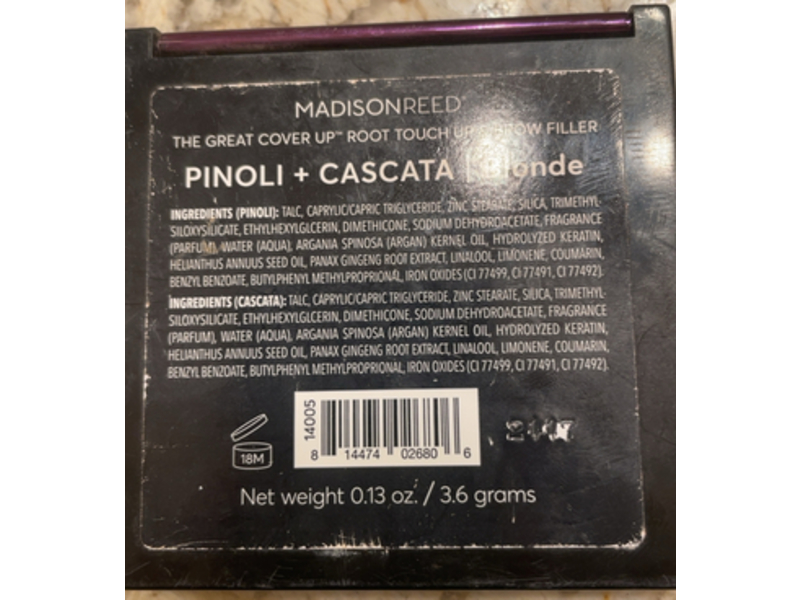 MADISONREED
THE GREAT COVER UP™ ROOT TOUCH UP BROW FILLER
PINOLI + CASCATA | Blonde
INGREDIENTS (PINOLI): TALC, CAPRYLIC/CAPRIC TRIGLYCERIDE, ZINC STEARATE, SILICA, TRIMETHYL-
SILOXYSILICATE, ETHYLHEXYLGLCERIN, DIMETHICONE, SODIUM DEHYDROACETATE, FRAGRANCE
(PARFUM), WATER (AQUA), ARGANIA SPINOSA (ARGAN) KERNEL OIL, HYDROLYZED KERATIN,
HELIANTHUS ANNUUS SEED OIL, PANAX GINGENG ROOT EXTRACT, LINALOOL, LIMONENE, COUMARIN,
BENZYL BENZOATE, BUTYLPHENYL METHYLPROPRIONAL, IRON OXIDES (CI 77499, CI 77491, CI 77492).
INGREDIENTS (CASCATA): TALC, CAPRYLIC/CAPRIC TRIGLYCERIDE, ZINC STEARATE, SILICA, TRIMETHYL-
SILOXYSILICATE, ETHYLHEXYLGLCERIN, DIMETHICONE, SODIUM DEHYDROACETATE, FRAGRANCE
(PARFUM), WATER (AQUA), ARGANIA SPINOSA (ARGAN) KERNEL OIL, HYDROLYZED KERATIN,
HELIANTHUS ANNUUS SEED OIL, PANAX GINGENG ROOT EXTRACT, LINALOOL, LIMONENE, COUMARIN,
BENZYL BENZOATE, BUTYLPHENYL METHYLPROPRIONAL, IRON OXIDES (CI 77499, CI 77491, CI 77492).
14005
18M
8 14474 02680 6
Net weight 0.13 oz. / 3.6 grams